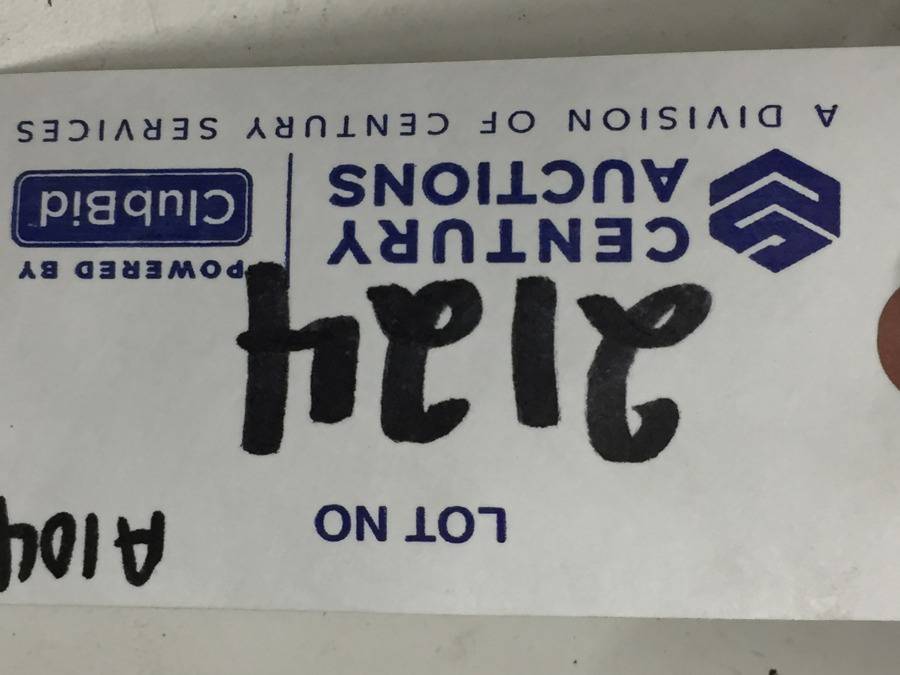 A104
LOT NO
2124
CENTURY
AUCTIONS
POWERED BY
ClubBid
A DIVISION OF CENTURY SERVICES